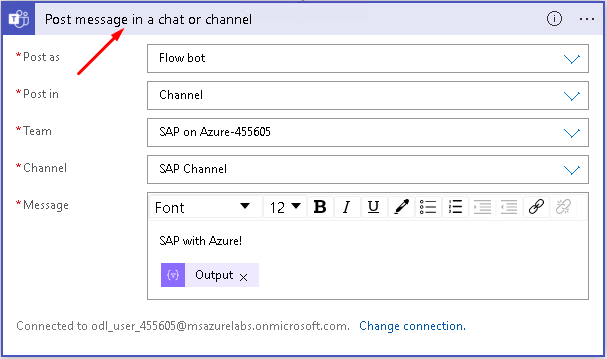 Post message in a chat or channel
*Post as Flow bot
*Post in Channel
*Team SAP on Azure-455605
*Channel SAP Channel
*Message Font 12 B I U
SAP with Azure!
Output ×
Connected to odl_user_455605@msazurelabs.onmicrosoft.com. Change connection.